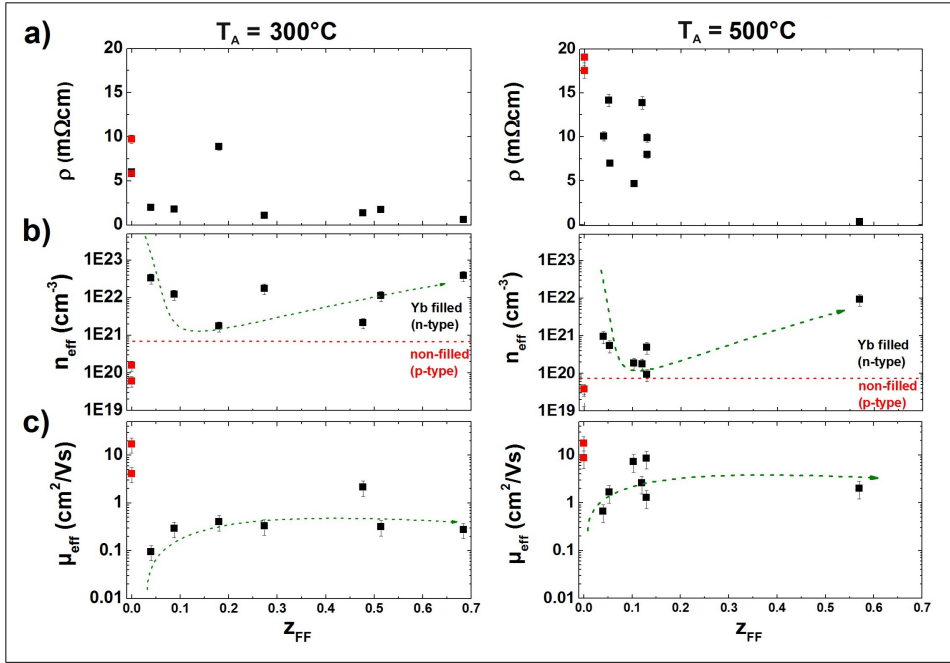 a)
T_A = 300°C
T_A = 500°C
20
15
10
5
0
ρ (mΩcm)
20
15
10
5
0
ρ (mΩcm)
b)
1E23
1E22
1E21
1E20
1E19
n_eff (cm^-3)
Yb filled
(n-type)
non-filled
(p-type)
1E23
1E22
1E21
1E20
1E19
n_eff (cm^-3)
Yb filled
(n-type)
non-filled
(p-type)
c)
10
1
0.1
0.01
μ_eff (cm^2/Vs)
0.0 0.1 0.2 0.3 0.4 0.5 0.6 0.7
z_FF
10
1
0.1
0.01
μ_eff (cm^2/Vs)
0.0 0.1 0.2 0.3 0.4 0.5 0.6 0.7
z_FF